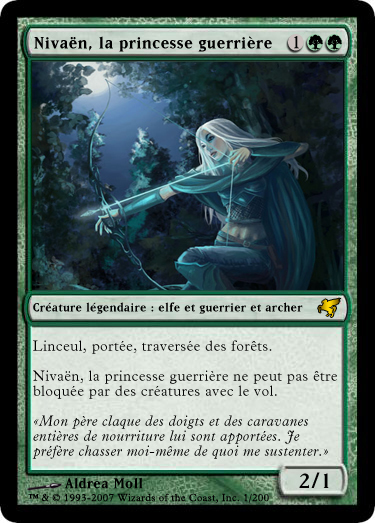 Nivaën, la princesse guerrière 1
Créature légendaire : elfe et guerrier et archer
Linceul, portée, traversée des forêts.
Nivaën, la princesse guerrière ne peut pas être
bloquée par des créatures avec le vol.
«Mon père claque des doigts et des caravanes
entières de nourriture lui sont apportées. Je
préfère chasser moi-même de quoi me sustenter.»
Aldrea Moll
2/1
™ & © 1993-2007 Wizards of the Coast, Inc. 1/200